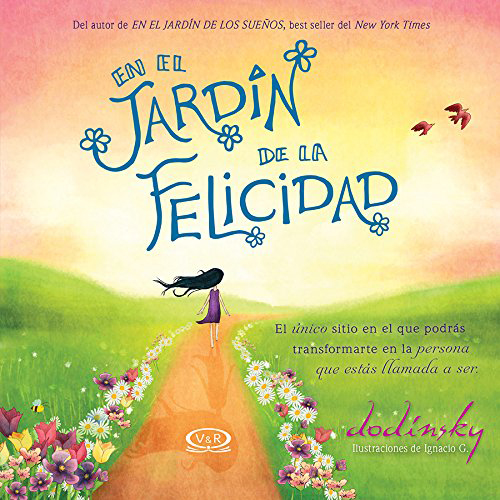 Del autor de EN EL JARDÍN DE LOS SUEÑOS, best seller del New York Times
EN EL
JARDÍN
DE LA
FELICIDAD
El único sitio en el que podrás
transformarte en la persona
que estás llamada a ser.
dodinsky
Ilustraciones de Ignacio G.
V&R